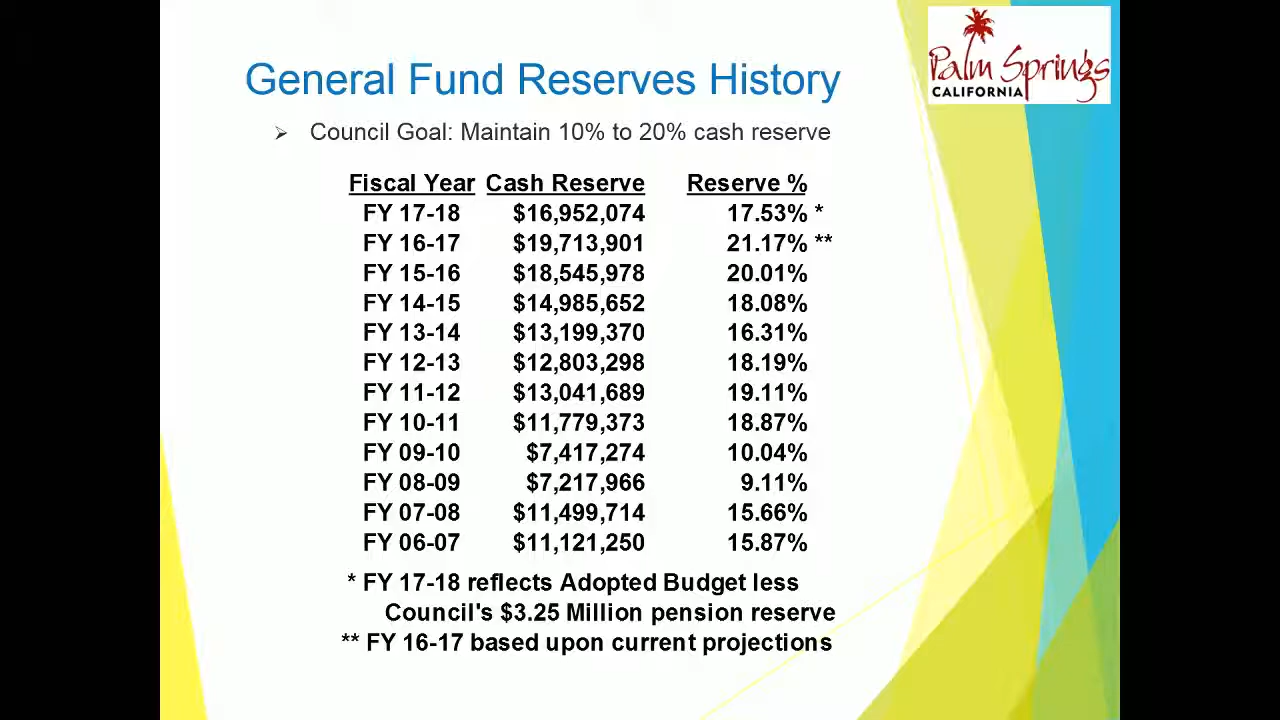 Palm Springs
CALIFORNIA
General Fund Reserves History
Council Goal: Maintain 10% to 20% cash reserve
Fiscal Year Cash Reserve Reserve %
FY 17-18 $16,952,074 17.53% *
FY 16-17 $19,713,901 21.17% **
FY 15-16 $18,545,978 20.01%
FY 14-15 $14,985,652 18.08%
FY 13-14 $13,199,370 16.31%
FY 12-13 $12,803,298 18.19%
FY 11-12 $13,041,689 19.11%
FY 10-11 $11,779,373 18.87%
FY 09-10 $7,417,274 10.04%
FY 08-09 $7,217,966 9.11%
FY 07-08 $11,499,714 15.66%
FY 06-07 $11,121,250 15.87%
* FY 17-18 reflects Adopted Budget less
Council's $3.25 Million pension reserve
** FY 16-17 based upon current projections